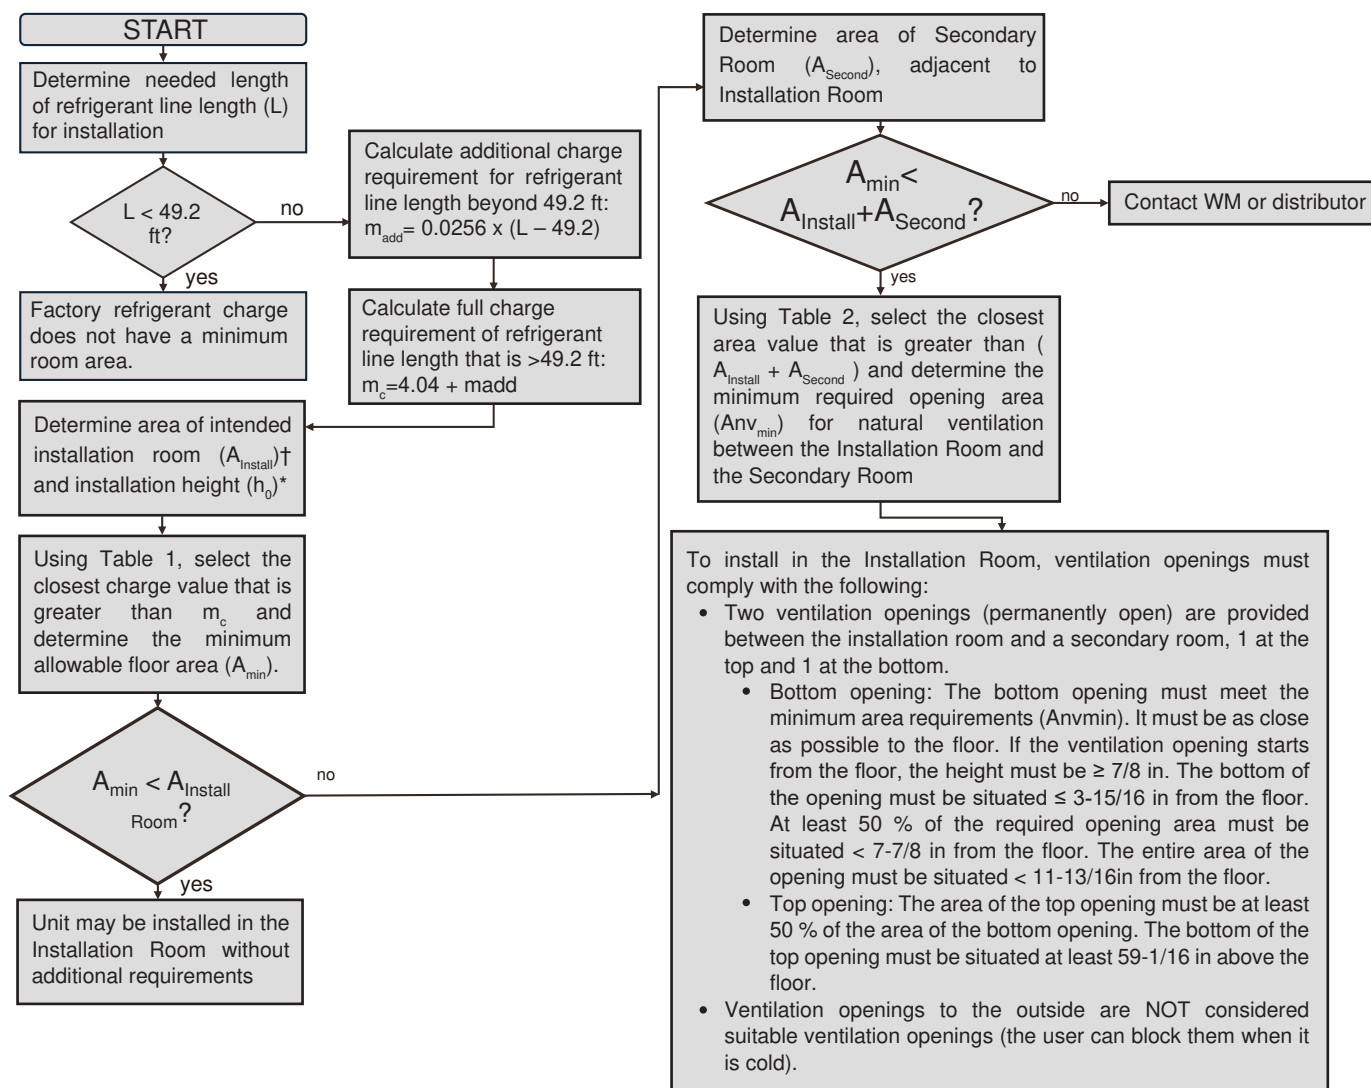 START
Determine needed length
of refrigerant line length (L)
for installation
L < 49.2
ft?
no
yes
Factory refrigerant charge
does not have a minimum
room area.
Calculate additional charge
requirement for refrigerant
line length beyond 49.2 ft:
m_add= 0.0256 x (L – 49.2)
Calculate full charge
requirement of refrigerant
line length that is >49.2 ft:
m_c=4.04 + madd
Determine area of intended
installation room (A_Install)†
and installation height (h_0)*
Using Table 1, select the
closest charge value that is
greater than m_c and
determine the minimum
allowable floor area (A_min).
A_min < A_Install
Room?
no
yes
Unit may be installed in the
Installation Room without
additional requirements
Determine area of Secondary
Room (A_Second), adjacent to
Installation Room
A_min<
A_Install+A_Second?
no
Contact WM or distributor
yes
Using Table 2, select the closest
area value that is greater than (
A_Install + A_Second ) and determine the
minimum required opening area
(Anv_min) for natural ventilation
between the Installation Room and
the Secondary Room
To install in the Installation Room, ventilation openings must
comply with the following:
• Two ventilation openings (permanently open) are provided
between the installation room and a secondary room, 1 at the
top and 1 at the bottom.
• Bottom opening: The bottom opening must meet the
minimum area requirements (Anvmin). It must be as close
as possible to the floor. If the ventilation opening starts
from the floor, the height must be ≥ 7/8 in. The bottom of
the opening must be situated ≤ 3-15/16 in from the floor.
At least 50 % of the required opening area must be
situated < 7-7/8 in from the floor. The entire area of the
opening must be situated < 11-13/16in from the floor.
• Top opening: The area of the top opening must be at least
50 % of the area of the bottom opening. The bottom of the
top opening must be situated at least 59-1/16 in above the
floor.
• Ventilation openings to the outside are NOT considered
suitable ventilation openings (the user can block them when it
is cold).